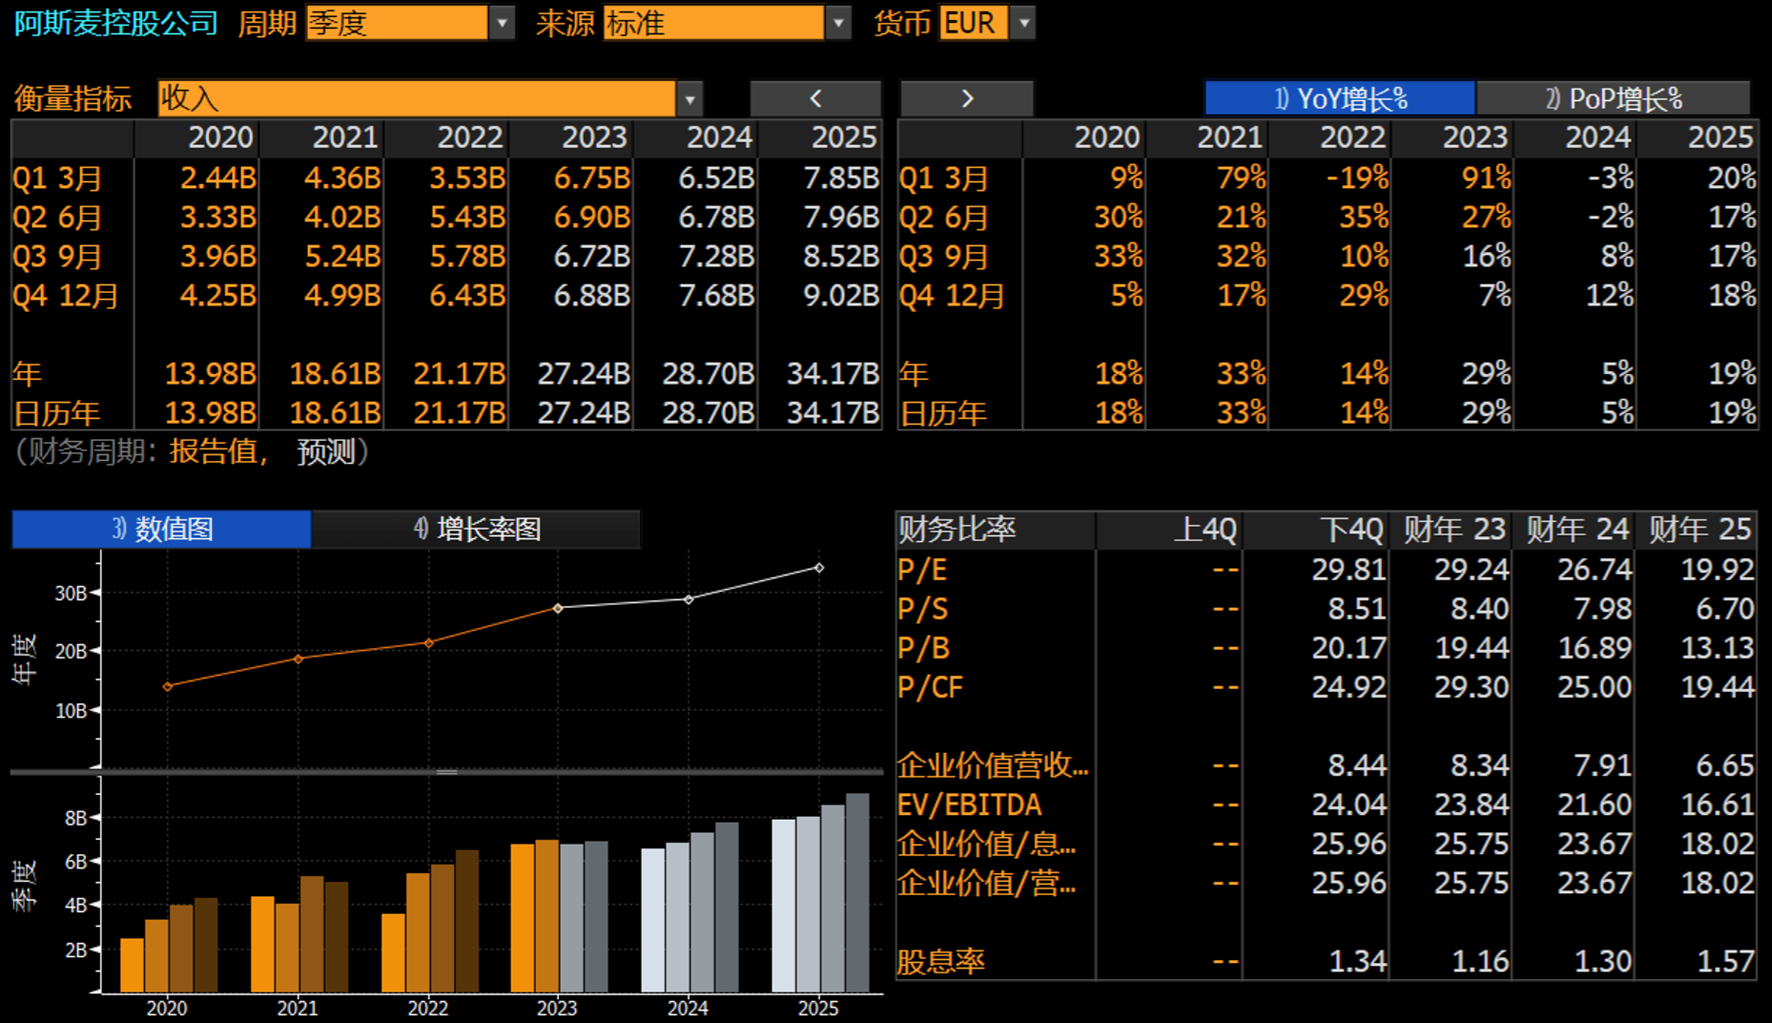 阿斯麦控股公司 周期 季度 来源 标准 货币 EUR
衡量指标 收入 < > 1) YoY增长% 2) PoP增长%
2020 2021 2022 2023 2024 2025 2020 2021 2022 2023 2024 2025
Q1 3月 2.44B 4.36B 3.53B 6.75B 6.52B 7.85B Q1 3月 9% 79% -19% 91% -3% 20%
Q2 6月 3.33B 4.02B 5.43B 6.90B 6.78B 7.96B Q2 6月 30% 21% 35% 27% -2% 17%
Q3 9月 3.96B 5.24B 5.78B 6.72B 7.28B 8.52B Q3 9月 33% 32% 10% 16% 8% 17%
Q4 12月 4.25B 4.99B 6.43B 6.88B 7.68B 9.02B Q4 12月 5% 17% 29% 7% 12% 18%
年 13.98B 18.61B 21.17B 27.24B 28.70B 34.17B 年 18% 33% 14% 29% 5% 19%
日历年 13.98B 18.61B 21.17B 27.24B 28.70B 34.17B 日历年 18% 33% 14% 29% 5% 19%
(财务周期: 报告值, 预测)
3) 数值图 4) 增长率图
年度
30B
20B
10B
季度
8B
6B
4B
2B
2020 2021 2022 2023 2024 2025
财务比率 上4Q 下4Q 财年 23 财年 24 财年 25
P/E -- 29.81 29.24 26.74 19.92
P/S -- 8.51 8.40 7.98 6.70
P/B -- 20.17 19.44 16.89 13.13
P/CF -- 24.92 29.30 25.00 19.44
企业价值营收... -- 8.44 8.34 7.91 6.65
EV/EBITDA -- 24.04 23.84 21.60 16.61
企业价值/息... -- 25.96 25.75 23.67 18.02
企业价值/营... -- 25.96 25.75 23.67 18.02
股息率 -- 1.34 1.16 1.30 1.57